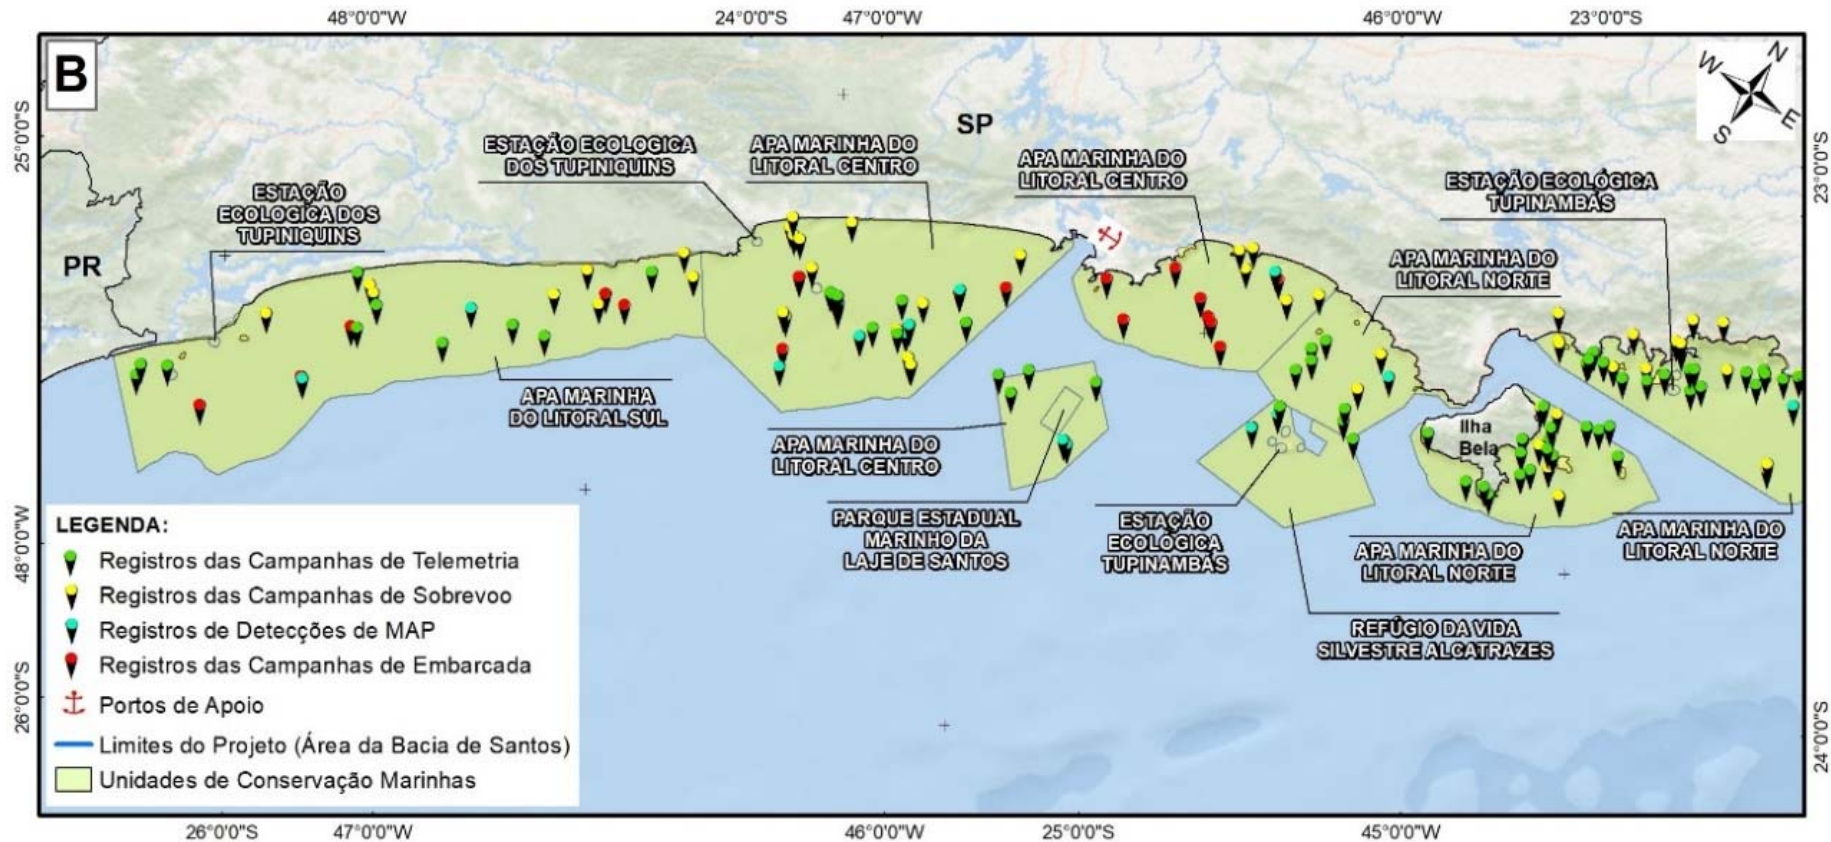 48°0'0"W
24°0'0"S
47°0'0"W
46°0'0"W
23°0'0"S
B
N
W
E
S
25°0'0"S
23°0'0"S
SP
PR
ESTAÇÃO
ECOLOGICA DOS
TUPINIQUINS
ESTAÇÃO ECOLOGICA
DOS TUPINIQUINS
APA MARINHA DO
LITORAL CENTRO
APA MARINHA DO
LITORAL CENTRO
ESTAÇÃO ECOLÓGICA
TUPINAMBÁS
APA MARINHA DO
LITORAL NORTE
APA MARINHA
DO LITORAL SUL
APA MARINHA DO
LITORAL CENTRO
Ilha
Bela
PARQUE ESTADUAL
MARINHO DA
LAJE DE SANTOS
ESTAÇÃO
ECOLÓGICA
TUPINAMBÁS
APA MARINHA DO
LITORAL NORTE
APA MARINHA DO
LITORAL NORTE
REFÚGIO DA VIDA
SILVESTRE ALCATRAZES
48°0'0"W
26°0'0"S
24°0'0"S
LEGENDA:
Registros das Campanhas de Telemetria
Registros das Campanhas de Sobrevoo
Registros de Detecções de MAP
Registros das Campanhas de Embarcada
Portos de Apoio
Limites do Projeto (Área da Bacia de Santos)
Unidades de Conservação Marinhas
26°0'0"S
47°0'0"W
46°0'0"W
25°0'0"S
45°0'0"W